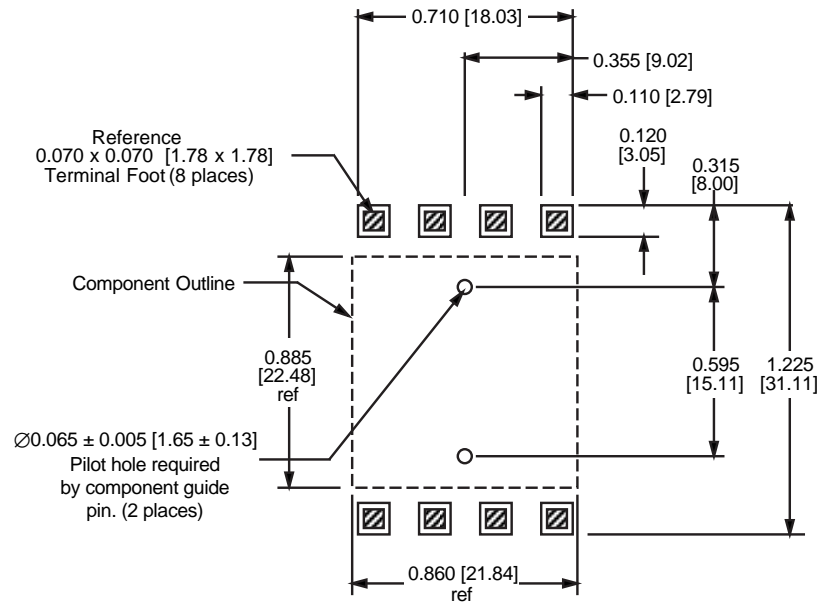 0.710 [18.03]
0.355 [9.02]
0.110 [2.79]
Reference
0.070 x 0.070 [1.78 x 1.78]
Terminal Foot (8 places)
0.120
[3.05]
0.315
[8.00]
Component Outline
0.885
[22.48]
ref
0.595
[15.11]
1.225
[31.11]
∅0.065 ± 0.005 [1.65 ± 0.13]
Pilot hole required
by component guide
pin. (2 places)
0.860 [21.84]
ref